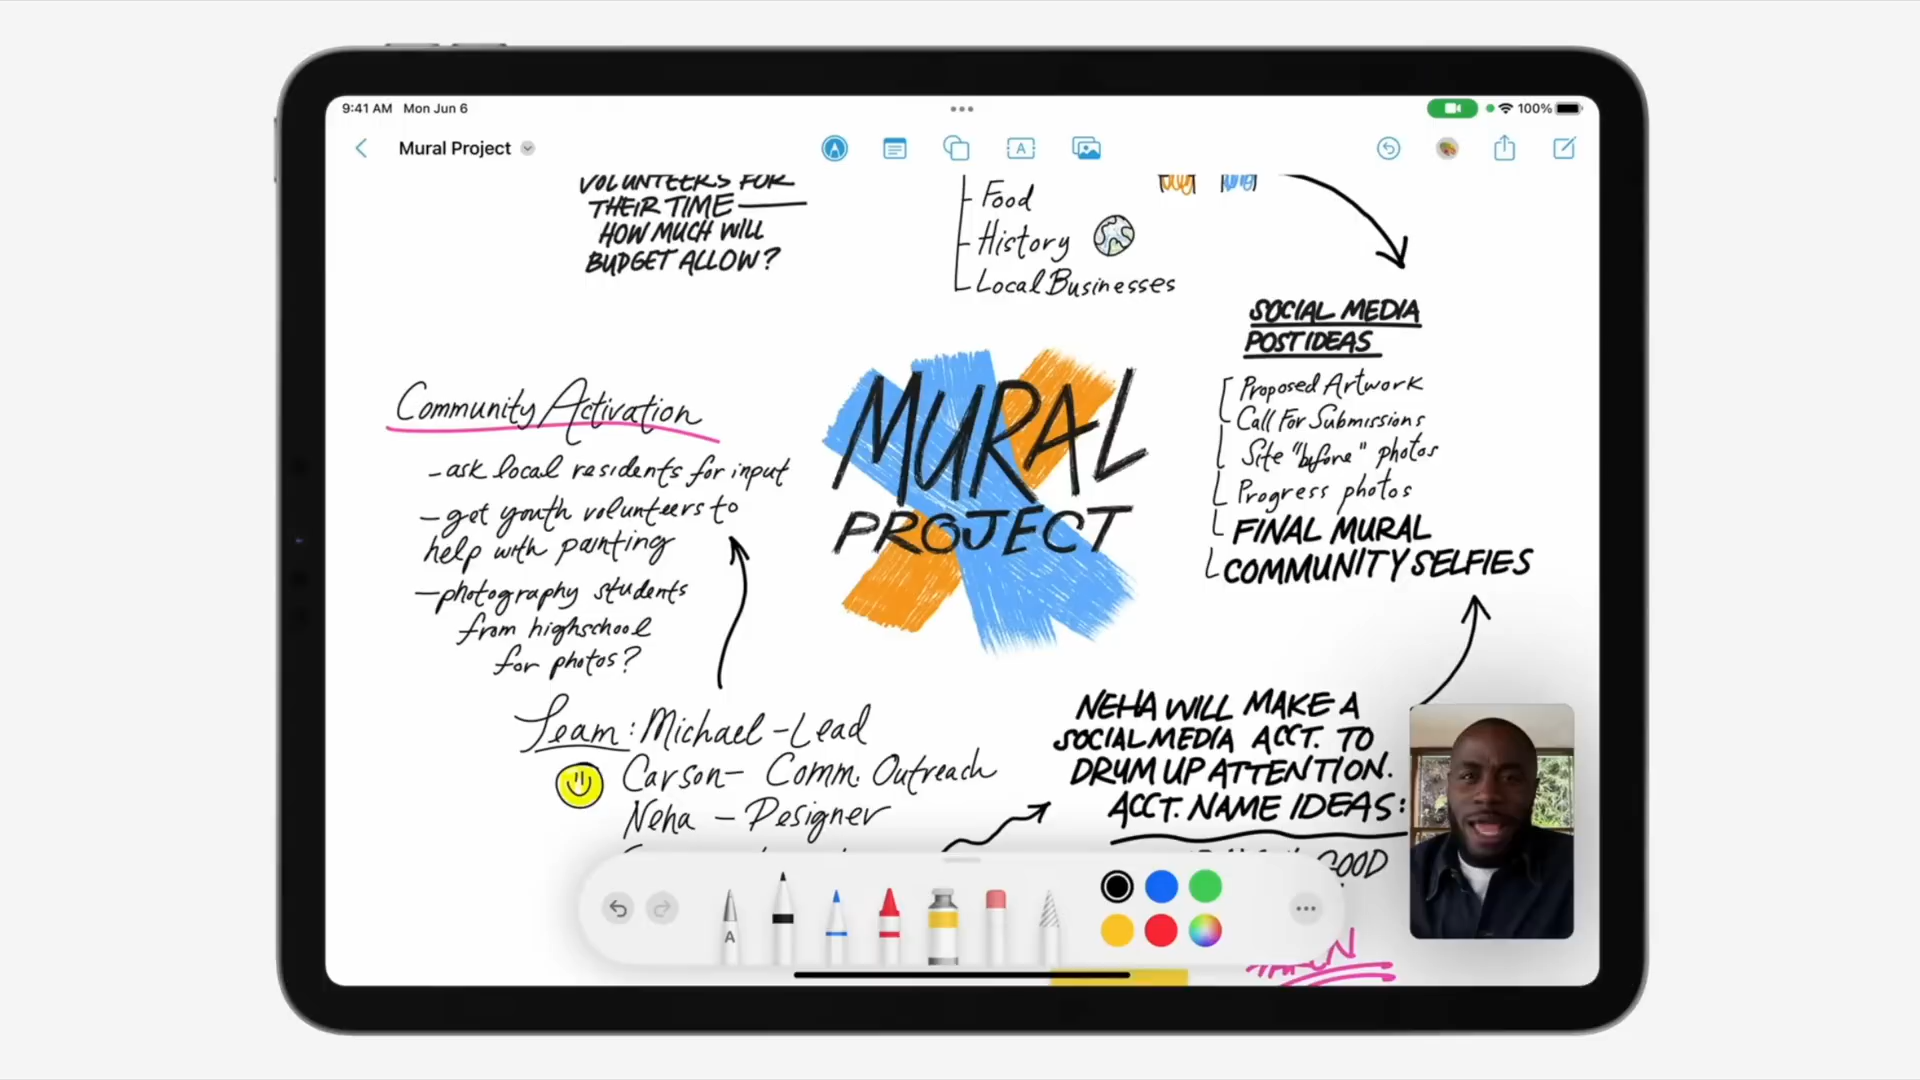 9:41 AM Mon Jun 6
100%
Mural Project
A
VOLUNTEERS FOR
THEIR TIME —
HOW MUCH WILL
BUDGET ALLOW?
Food
History
Local Businesses
SOCIAL MEDIA
POST IDEAS
Proposed Artwork
Call For Submissions
Site "before" photos
Progress photos
FINAL MURAL
COMMUNITY SELFIES
Community Activation
- ask local residents for input
- get youth volunteers to
help with painting
- photography students
from highschool
for photos?
MURAL
PROJECT
Team: Michael - Lead
Carson - Comm. Outreach
Neha - Designer
NEHA WILL MAKE A
SOCIAL MEDIA ACCT. TO
DRUM UP ATTENTION.
ACCT. NAME IDEAS:
GOOD
A